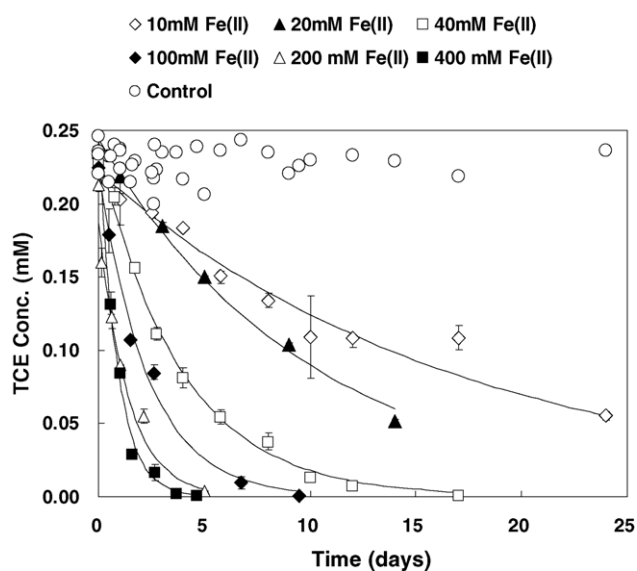 10mM Fe(II) 20mM Fe(II) 40mM Fe(II)
100mM Fe(II) 200 mM Fe(II) 400 mM Fe(II)
Control
0.25
0.20
0.15
0.10
0.05
0.00
TCE Conc. (mM)
0 5 10 15 20 25
Time (days)